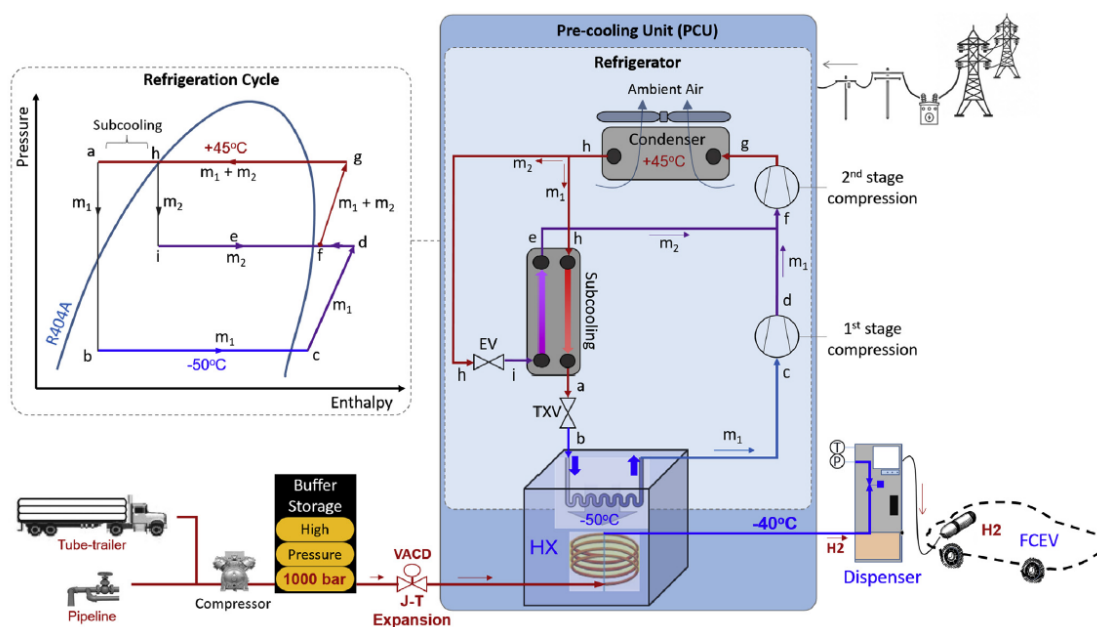 Pre-cooling Unit (PCU)
Refrigerator
Ambient Air
Condenser
+45°C
h
g
m2
m1
2nd stage
compression
f
e
h
m2
m1
Subcooling
d
1st stage
compression
EV
h
i
a
c
TXV
b
m1
-50°C
HX
Refrigeration Cycle
Pressure
Subcooling
a
h
+45°C
g
m1 + m2
m1
m2
m1 + m2
e
d
i
m2
f
R404A
m1
m1
b
-50°C
c
Enthalpy
Tube-trailer
Pipeline
Compressor
Buffer
Storage
High
Pressure
1000 bar
VACD
J-T
Expansion
-40°C
H2
T
P
H2
FCEV
Dispenser